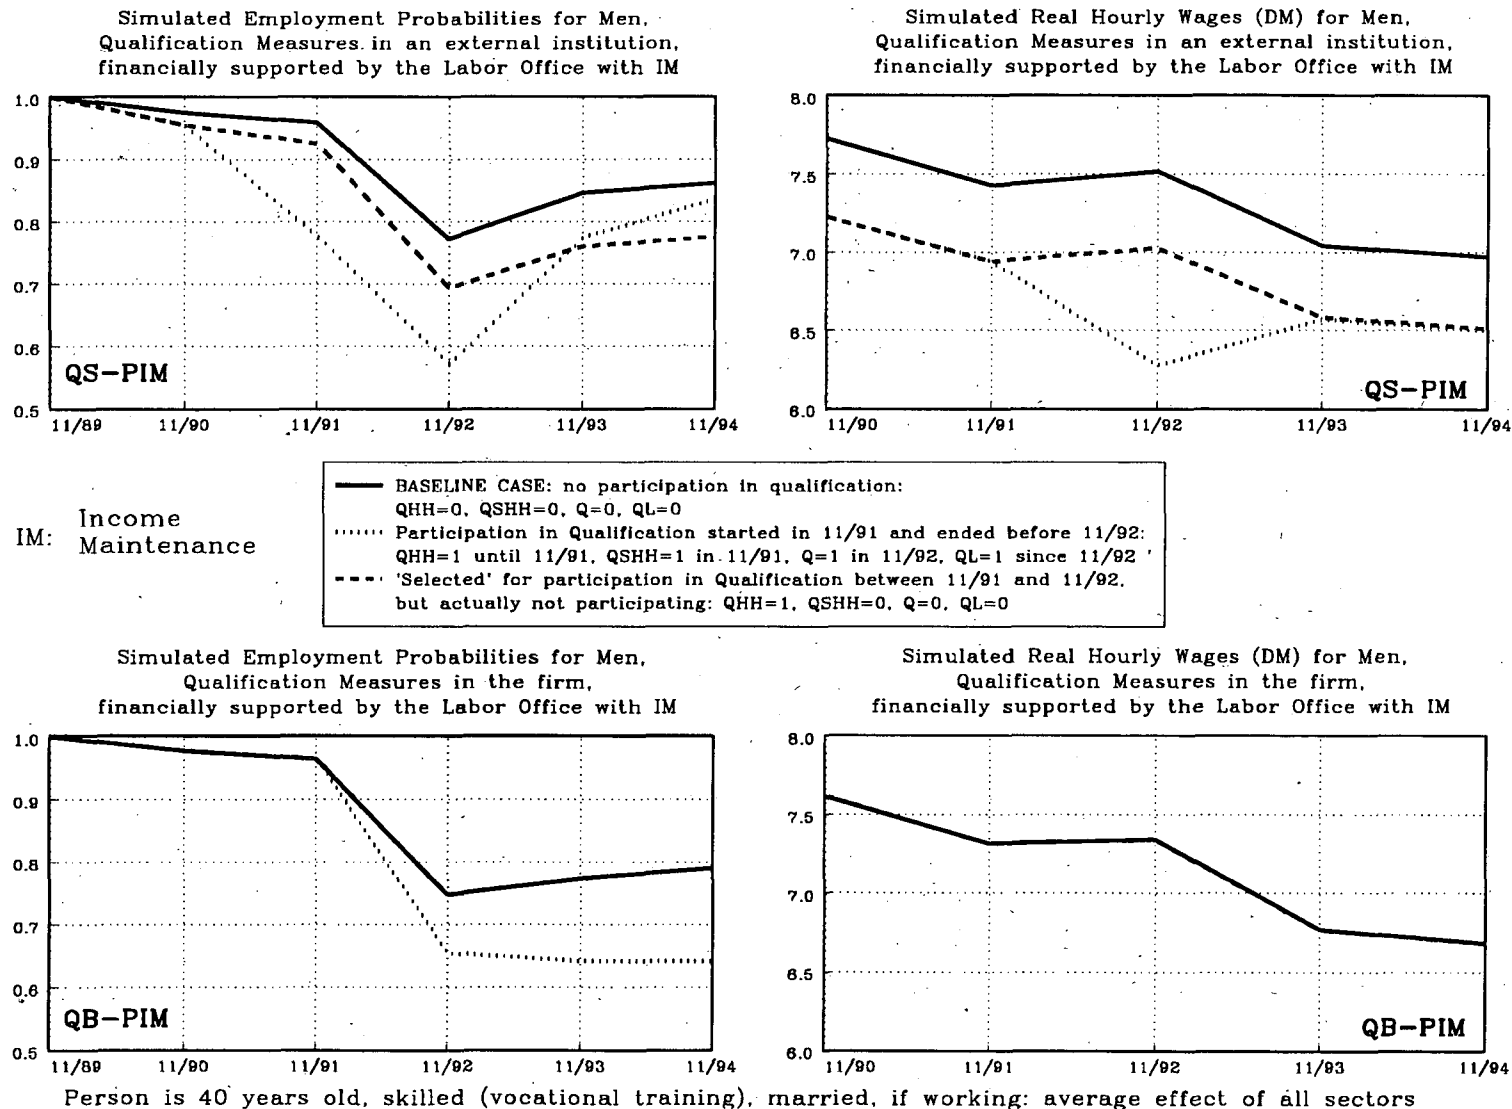 Simulated Employment Probabilities for Men,
Qualification Measures in an external institution,
financially supported by the Labor Office with IM
1.0
0.9
0.8
0.7
0.6
0.5
QS-PIM
11/89 11/90 11/91 11/92 11/93 11/94
Simulated Real Hourly Wages (DM) for Men,
Qualification Measures in an external institution,
financially supported by the Labor Office with IM
8.0
7.5
7.0
6.5
6.0
QS-PIM
11/90 11/91 11/92 11/93 11/94
IM: Income
Maintenance
BASELINE CASE: no participation in qualification:
QHH=0, QSHH=0, Q=0, QL=0
Participation in Qualification started in 11/91 and ended before 11/92:
QHH=1 until 11/91, QSHH=1 in 11/91, Q=1 in 11/92, QL=1 since 11/92
'Selected' for participation in Qualification between 11/91 and 11/92,
but actually not participating: QHH=1, QSHH=0, Q=0, QL=0
Simulated Employment Probabilities for Men,
Qualification Measures in the firm,
financially supported by the Labor Office with IM
1.0
0.9
0.8
0.7
0.6
0.5
QB-PIM
11/89 11/90 11/91 11/92 11/93 11/94
Simulated Real Hourly Wages (DM) for Men,
Qualification Measures in the firm,
financially supported by the Labor Office with IM
8.0
7.5
7.0
6.5
6.0
QB-PIM
11/90 11/91 11/92 11/93 11/94
Person is 40 years old, skilled (vocational training), married, if working: average effect of all sectors